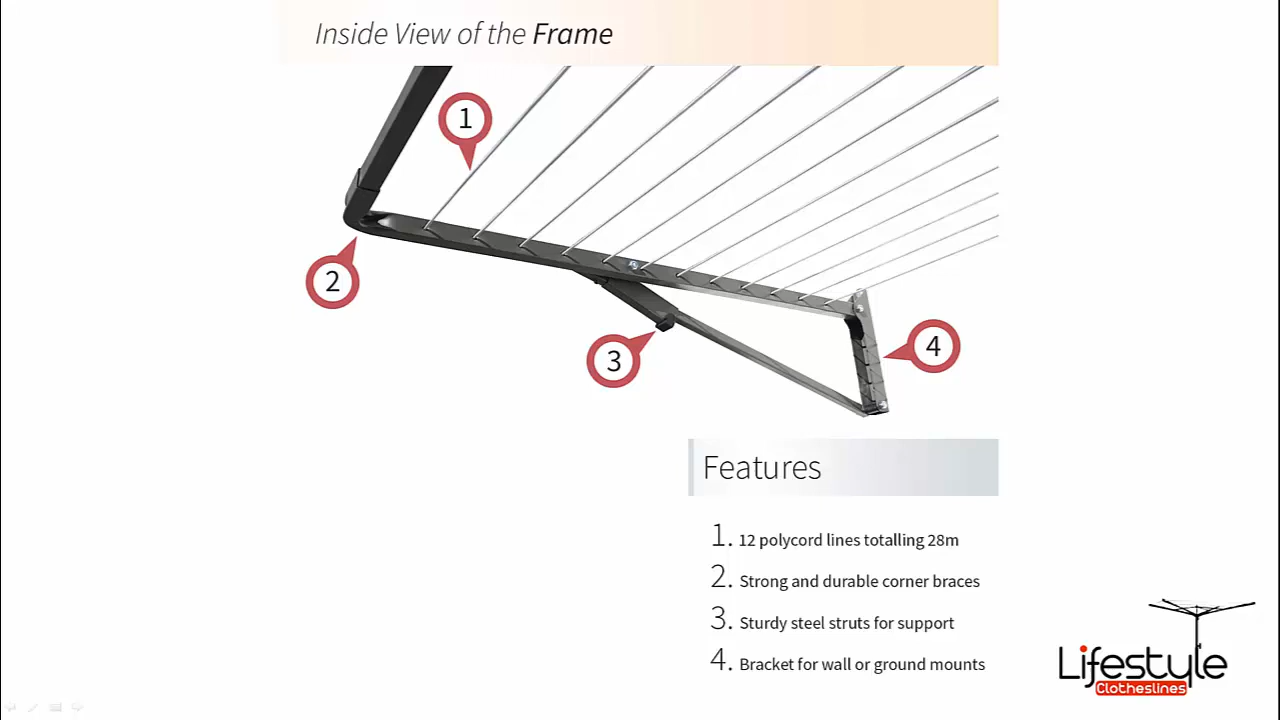 Inside View of the Frame
1
2
3
4
Features
1. 12 polycord lines totalling 28m
2. Strong and durable corner braces
3. Sturdy steel struts for support
4. Bracket for wall or ground mounts
Lifestyle
Clotheslines